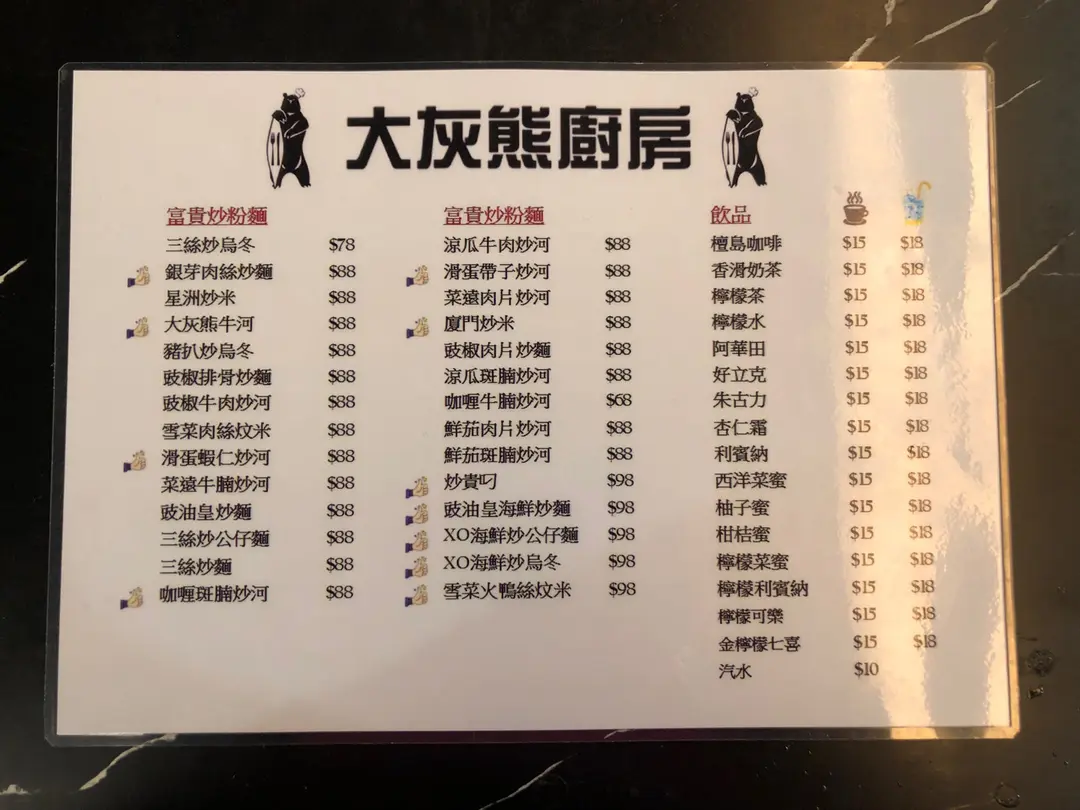 大灰熊廚房
富貴炒粉麵
三絲炒烏冬 $78
銀芽肉絲炒麵 $88
星洲炒米 $88
大灰熊牛河 $88
豬扒炒烏冬 $88
豉椒排骨炒麵 $88
豉椒牛肉炒河 $88
雪菜肉絲炆米 $88
滑蛋蝦仁炒河 $88
菜遠牛腩炒河 $88
豉油皇炒麵 $88
三絲炒公仔麵 $88
三絲炒麵 $88
咖喱斑腩炒河 $88
富貴炒粉麵
涼瓜牛肉炒河 $88
滑蛋帶子炒河 $88
菜遠肉片炒河 $88
廈門炒米 $88
豉椒肉片炒麵 $88
涼瓜斑腩炒河 $88
咖喱牛腩炒河 $68
鮮茄肉片炒河 $88
鮮茄斑腩炒河 $88
炒貴叼 $98
豉油皇海鮮炒麵 $98
XO海鮮炒公仔麵 $98
XO海鮮炒烏冬 $98
雪菜火鴨絲炆米 $98
飲品
檀島咖啡 $15 $18
香滑奶茶 $15 $18
檸檬茶 $15 $18
檸檬水 $15 $18
阿華田 $15 $18
好立克 $15 $18
朱古力 $15 $18
杏仁霜 $15 $18
利賓納 $15 $18
西洋菜蜜 $15 $18
柚子蜜 $15 $18
柑桔蜜 $15 $18
檸檬菜蜜 $15 $18
檸檬利賓納 $15 $18
檸檬可樂 $15 $18
金檸檬七喜 $15 $18
汽水 $10